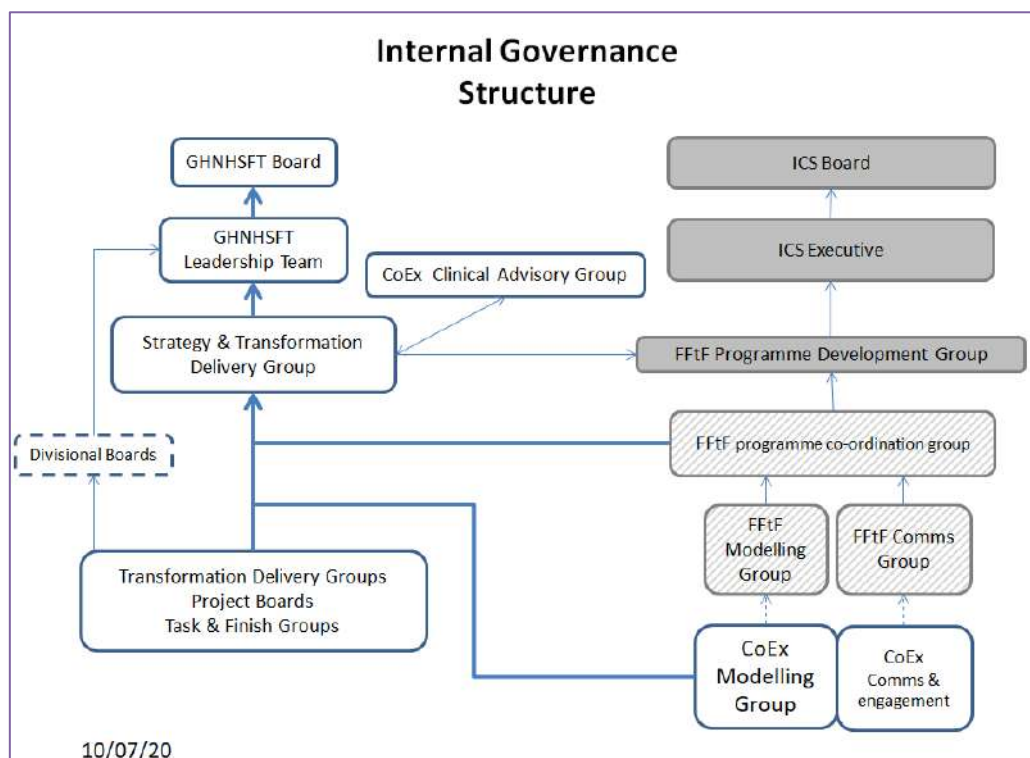 Internal Governance
Structure
GHNHSFT Board
ICS Board
GHNHSFT
Leadership Team
ICS Executive
CoEx Clinical Advisory Group
Strategy & Transformation
Delivery Group
FFtF Programme Development Group
Divisional Boards
FFtF programme co-ordination group
FFtF
Modelling
Group
FFtF Comms
Group
Transformation Delivery Groups
Project Boards
Task & Finish Groups
CoEx
Modelling
Group
CoEx
Comms &
engagement
10/07/20